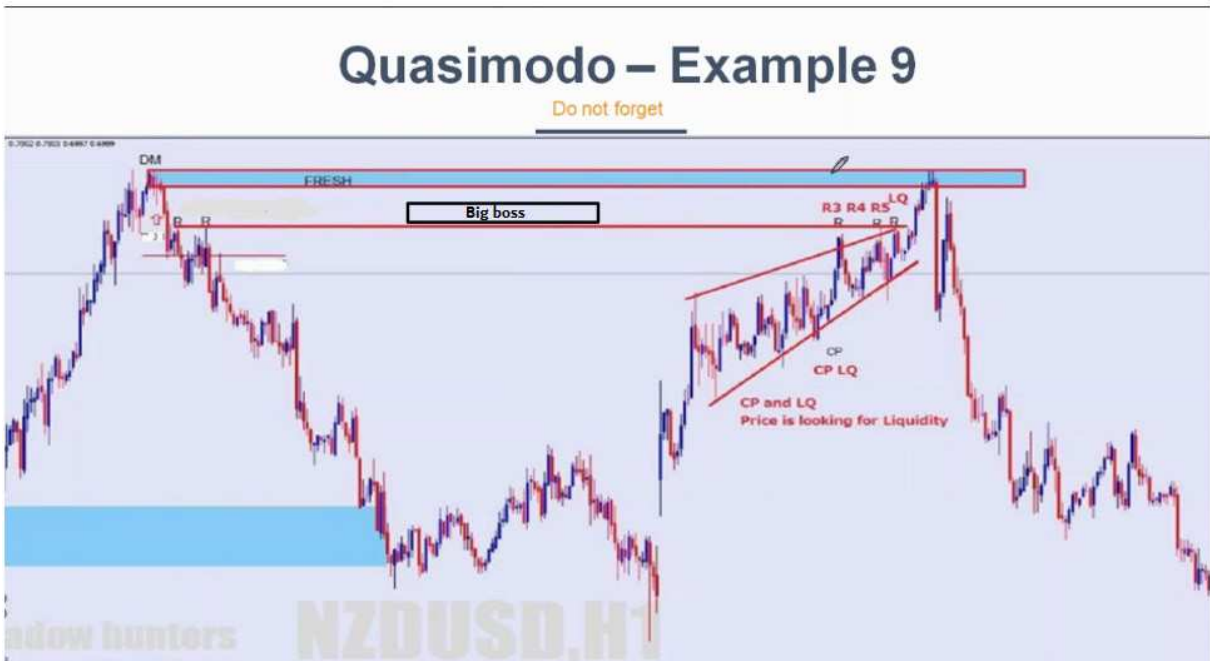 Quasimodo – Example 9
Do not forget
DM
FRESH
Big boss
LQ
R3 R4 R5
R R
R R R
CP
CP LQ
CP and LQ
Price is looking for Liquidity
adow hunters
NZDUSD,H1